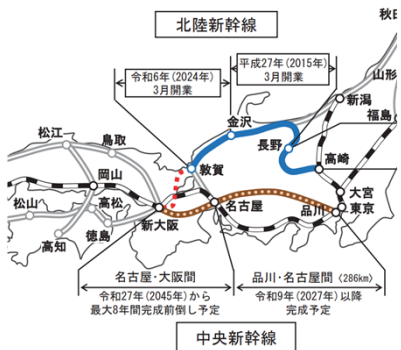 北陸新幹線
令和6年(2024年)
3月開業
平成27年(2015年)
3月開業
秋田
山形
新潟
福島
金沢
長野
高崎
敦賀
松江
鳥取
岡山
大宮
東京
品川
名古屋
新大阪
松山
高松
徳島
高知
名古屋・大阪間
令和27年(2045年)から
最大8年間完成前倒し予定
品川・名古屋間〈286km〉
令和9年(2027年)以降
完成予定
中央新幹線